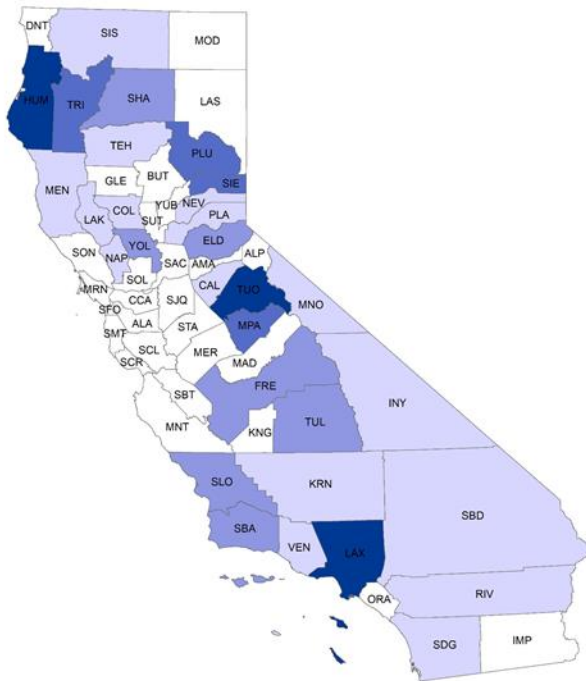 DNT
SIS
MOD
HUM
TRI
SHA
LAS
TEH
PLU
SIE
GLE
BUT
MEN
COL
YUB
NEV
LAK
SUT
PLA
YOL
ELD
SON
NAP
SAC
AMA
ALP
SOL
CAL
TUO
MRN
CCA
SJQ
MNO
SFO
ALA
STA
MPA
SMT
SCL
MER
MAD
SCR
FRE
SBT
INY
MNT
KNG
TUL
SLO
KRN
SBD
SBA
VEN
LAX
ORA
RIV
SDG
IMP